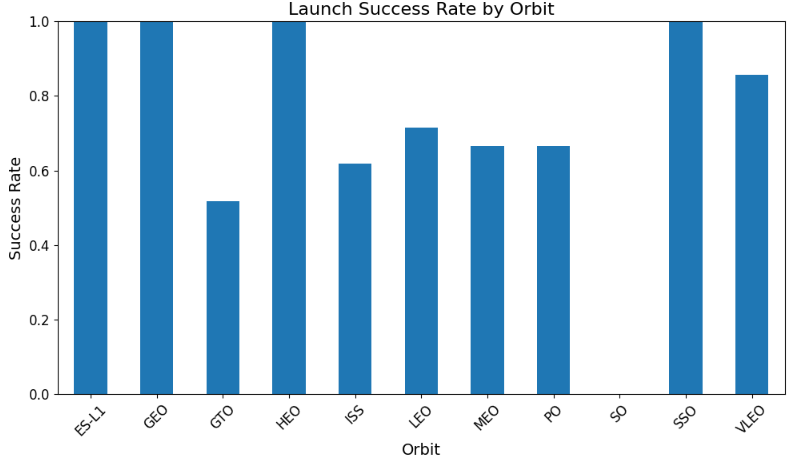 Launch Success Rate by Orbit
1.0
0.8
0.6
0.4
0.2
0.0
Success Rate
ES-L1
GEO
GTO
HEO
ISS
LEO
MEO
PO
SO
SSO
VLEO
Orbit